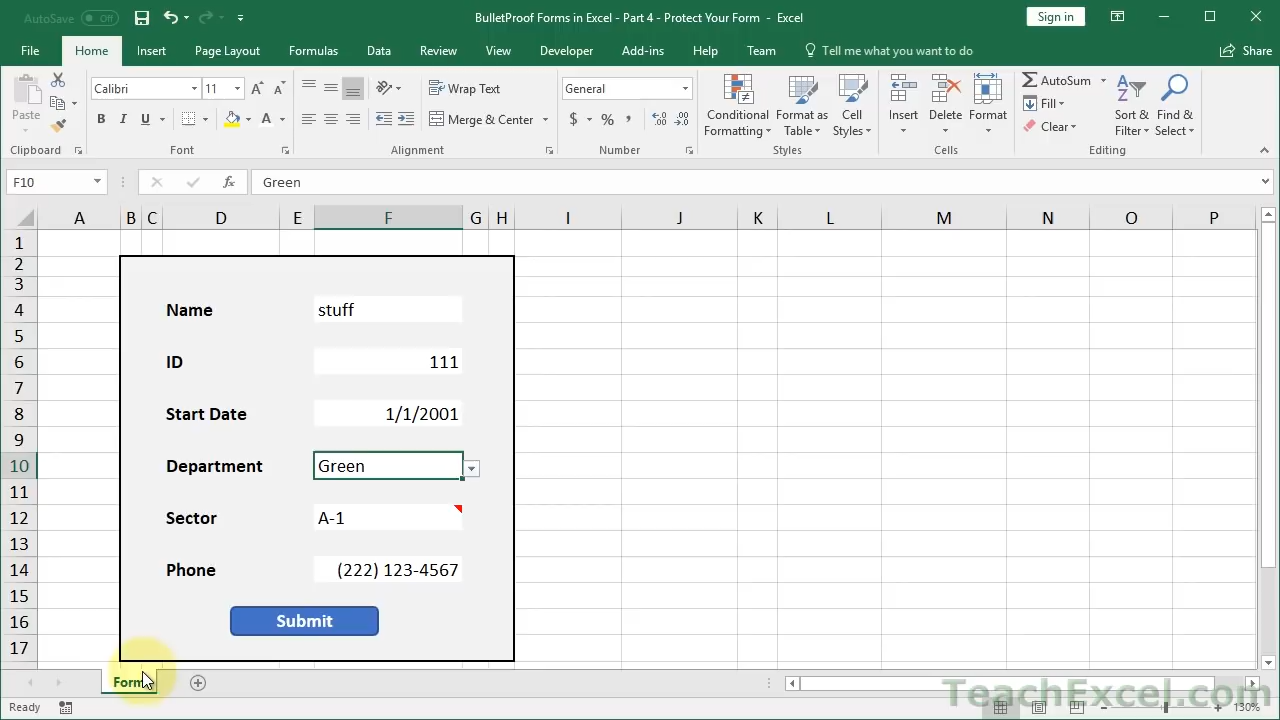 AutoSave Off BulletProof Forms in Excel - Part 4 - Protect Your Form - Excel Sign in
File Home Insert Page Layout Formulas Data Review View Developer Add-ins Help Team Tell me what you want to do Share
Paste Calibri 11 A A Wrap Text General Conditional Formatting Format as Table Cell Styles Insert Delete Format AutoSum Fill Clear Sort & Filter Find & Select
B I U A Merge & Center $ % ,
Clipboard Font Alignment Number Styles Cells Editing
F10 fx Green
A B C D E F G H I J K L M N O P
1
2
3
4 Name stuff
5
6 ID 111
7
8 Start Date 1/1/2001
9
10 Department Green
11
12 Sector A-1
13
14 Phone (222) 123-4567
15
16 Submit
17
Form
TeachExcel.com
Ready 130%